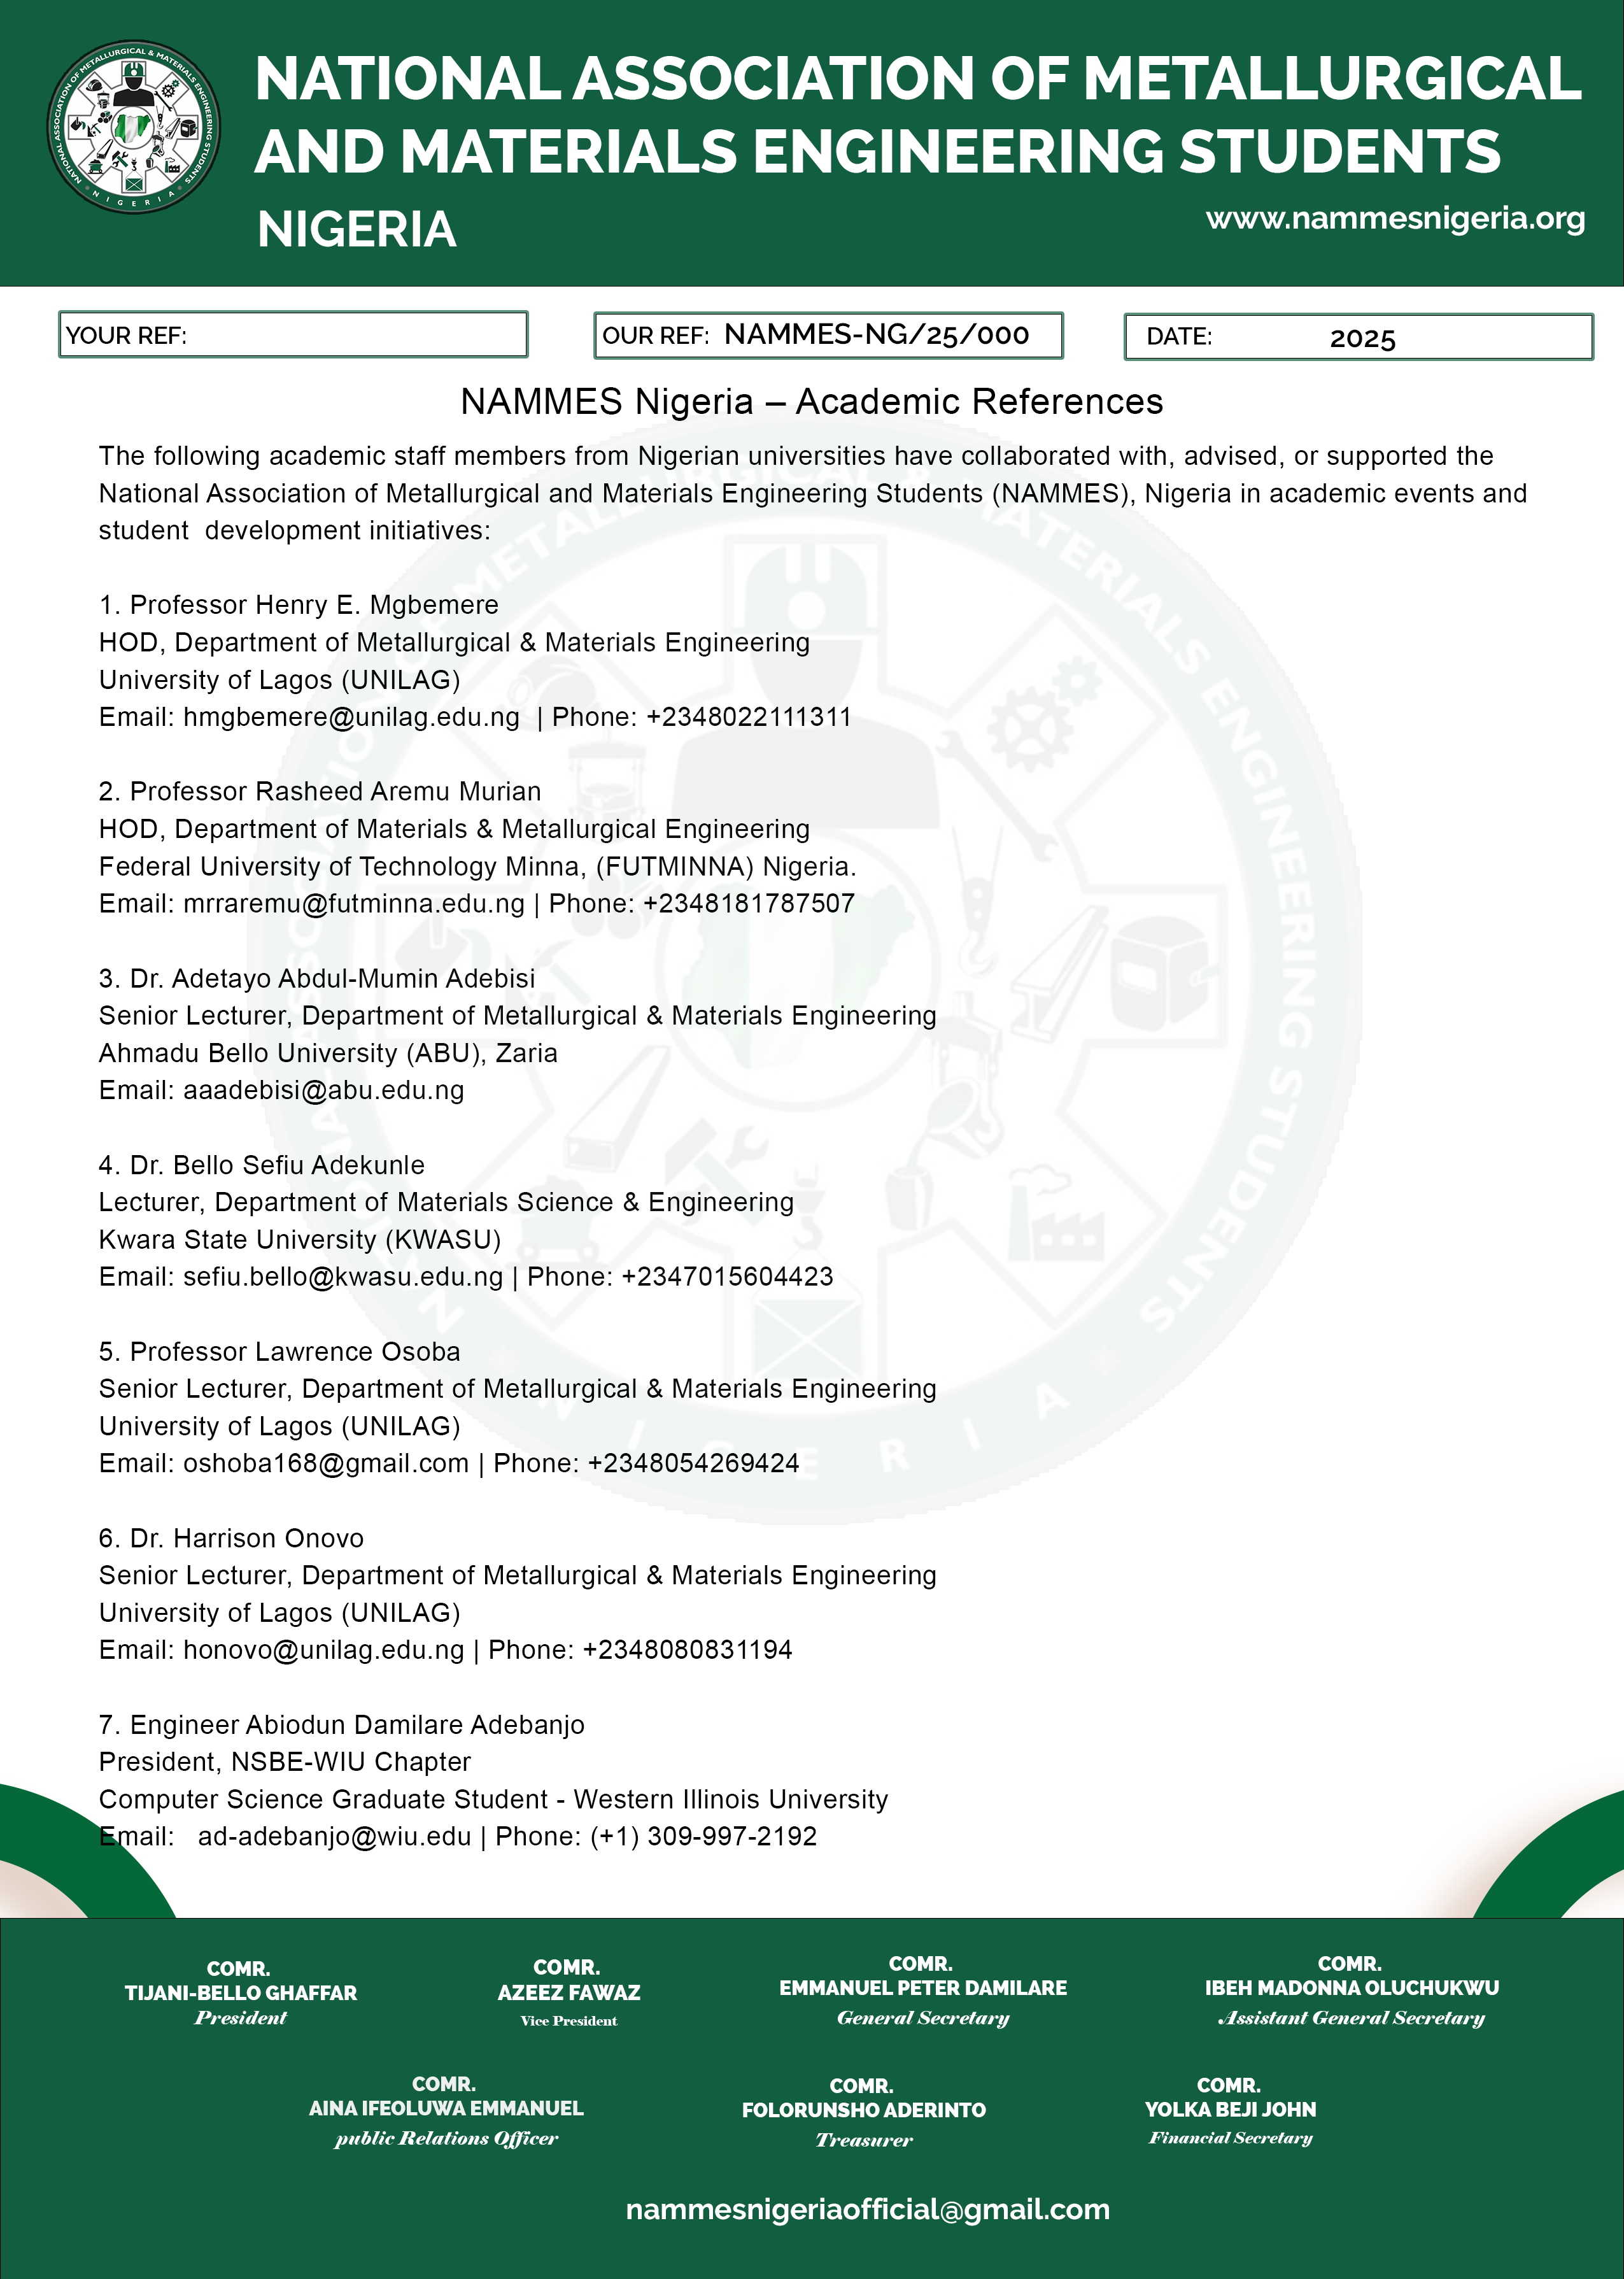 NATIONAL ASSOCIATION OF METALLURGICAL & MATERIALS ENGINEERING STUDENTS
* NIGERIA *
NATIONAL ASSOCIATION OF METALLURGICAL
AND MATERIALS ENGINEERING STUDENTS
NIGERIA
www.nammesnigeria.org
YOUR REF:
OUR REF: NAMMES-NG/25/000
DATE: 2025
NAMMES Nigeria – Academic References
The following academic staff members from Nigerian universities have collaborated with, advised, or supported the
National Association of Metallurgical and Materials Engineering Students (NAMMES), Nigeria in academic events and
student  development initiatives:
1. Professor Henry E. Mgbemere
HOD, Department of Metallurgical & Materials Engineering
University of Lagos (UNILAG)
Email: hmgbemere@unilag.edu.ng  | Phone: +2348022111311
2. Professor Rasheed Aremu Murian
HOD, Department of Materials & Metallurgical Engineering
Federal University of Technology Minna, (FUTMINNA) Nigeria.
Email: mrraremu@futminna.edu.ng | Phone: +2348181787507
3. Dr. Adetayo Abdul-Mumin Adebisi
Senior Lecturer, Department of Metallurgical & Materials Engineering
Ahmadu Bello University (ABU), Zaria
Email: aaadebisi@abu.edu.ng
4. Dr. Bello Sefiu Adekunle
Lecturer, Department of Materials Science & Engineering
Kwara State University (KWASU)
Email: sefiu.bello@kwasu.edu.ng | Phone: +2347015604423
5. Professor Lawrence Osoba
Senior Lecturer, Department of Metallurgical & Materials Engineering
University of Lagos (UNILAG)
Email: oshoba168@gmail.com | Phone: +2348054269424
6. Dr. Harrison Onovo
Senior Lecturer, Department of Metallurgical & Materials Engineering
University of Lagos (UNILAG)
Email: honovo@unilag.edu.ng | Phone: +2348080831194
7. Engineer Abiodun Damilare Adebanjo
President, NSBE-WIU Chapter
Computer Science Graduate Student - Western Illinois University
Email:   ad-adebanjo@wiu.edu | Phone: (+1) 309-997-2192
COMR.
TIJANI-BELLO GHAFFAR
President
COMR.
AZEEZ FAWAZ
Vice President
COMR.
EMMANUEL PETER DAMILARE
General Secretary
COMR.
IBEH MADONNA OLUCHUKWU
Assistant General Secretary
COMR.
AINA IFEOLUWA EMMANUEL
public Relations Officer
COMR.
FOLORUNSHO ADERINTO
Treasurer
COMR.
YOLKA BEJI JOHN
Financial Secretary
nammesnigeriaofficial@gmail.com